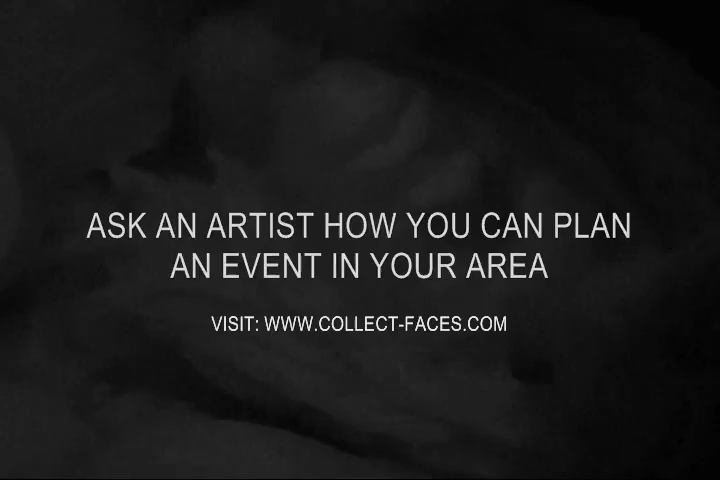 ASK AN ARTIST HOW YOU CAN PLAN
AN EVENT IN YOUR AREA
VISIT: WWW.COLLECT-FACES.COM